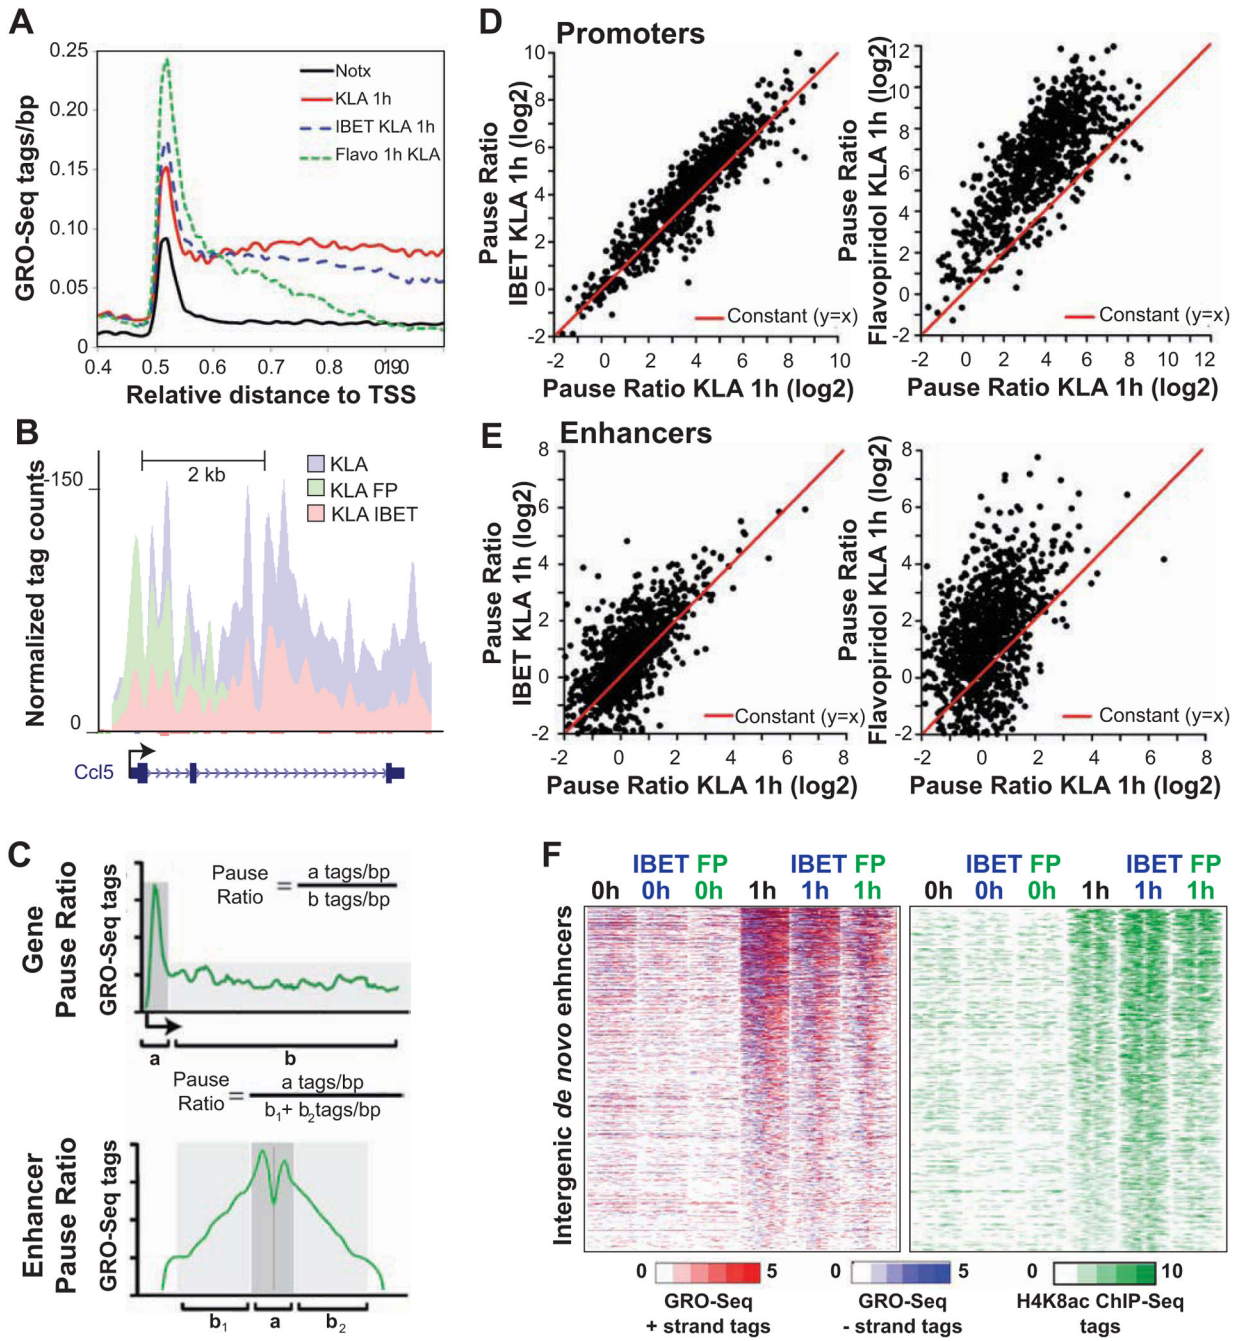 A
GRO-Seq tags/bp
0.25
0.20
0.15
0.10
0.05
0
Notx
KLA 1h
IBET KLA 1h
Flavo 1h KLA
0.4 0.5 0.6 0.7 0.8
Relative distance to TSS
B
Normalized tag counts
150
0
2 kb
KLA
KLA FP
KLA IBET
Ccl5
C
Gene
Pause Ratio
GRO-Seq tags
Pause
Ratio
=
a tags/bp
b tags/bp
a b
Enhancer
Pause Ratio
GRO-Seq tags
Pause
Ratio
=
a tags/bp
b1+ b2tags/bp
b1 a b2
D
Promoters
Pause Ratio
IBET KLA 1h (log2)
10
8
6
4
2
0
-2
Constant (y=x)
-2 0 2 4 6 8 10
Pause Ratio KLA 1h (log2)
Pause Ratio
Flavopiridol KLA 1h (log2)
12
10
8
6
4
2
0
-2
Constant (y=x)
-2 0 2 4 6 8 10 12
Pause Ratio KLA 1h (log2)
E
Enhancers
Pause Ratio
IBET KLA 1h (log2)
8
6
4
2
0
-2
Constant (y=x)
-2 0 2 4 6 8
Pause Ratio KLA 1h (log2)
Pause Ratio
Flavopiridol KLA 1h (log2)
8
6
4
2
0
-2
Constant (y=x)
-2 0 2 4 6 8
Pause Ratio KLA 1h (log2)
F
Intergenic de novo enhncers
IBET FP IBET FP
0h 0h 0h 1h 1h 1h
IBET FP IBET FP
0h 0h 0h 1h 1h 1h
0 5
GRO-Seq
+ strand tags
0 5
GRO-Seq
- strand tags
0 10
H4K8ac ChIP-Seq
tags